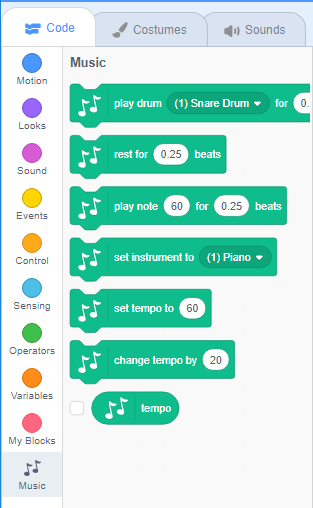 Code Costumes Sounds
Motion
Looks
Sound
Events
Control
Sensing
Operators
Variables
My Blocks
Music
Music
play drum (1) Snare Drum for 0.
rest for 0.25 beats
play note 60 for 0.25 beats
set instrument to (1) Piano
set tempo to 60
change tempo by 20
tempo